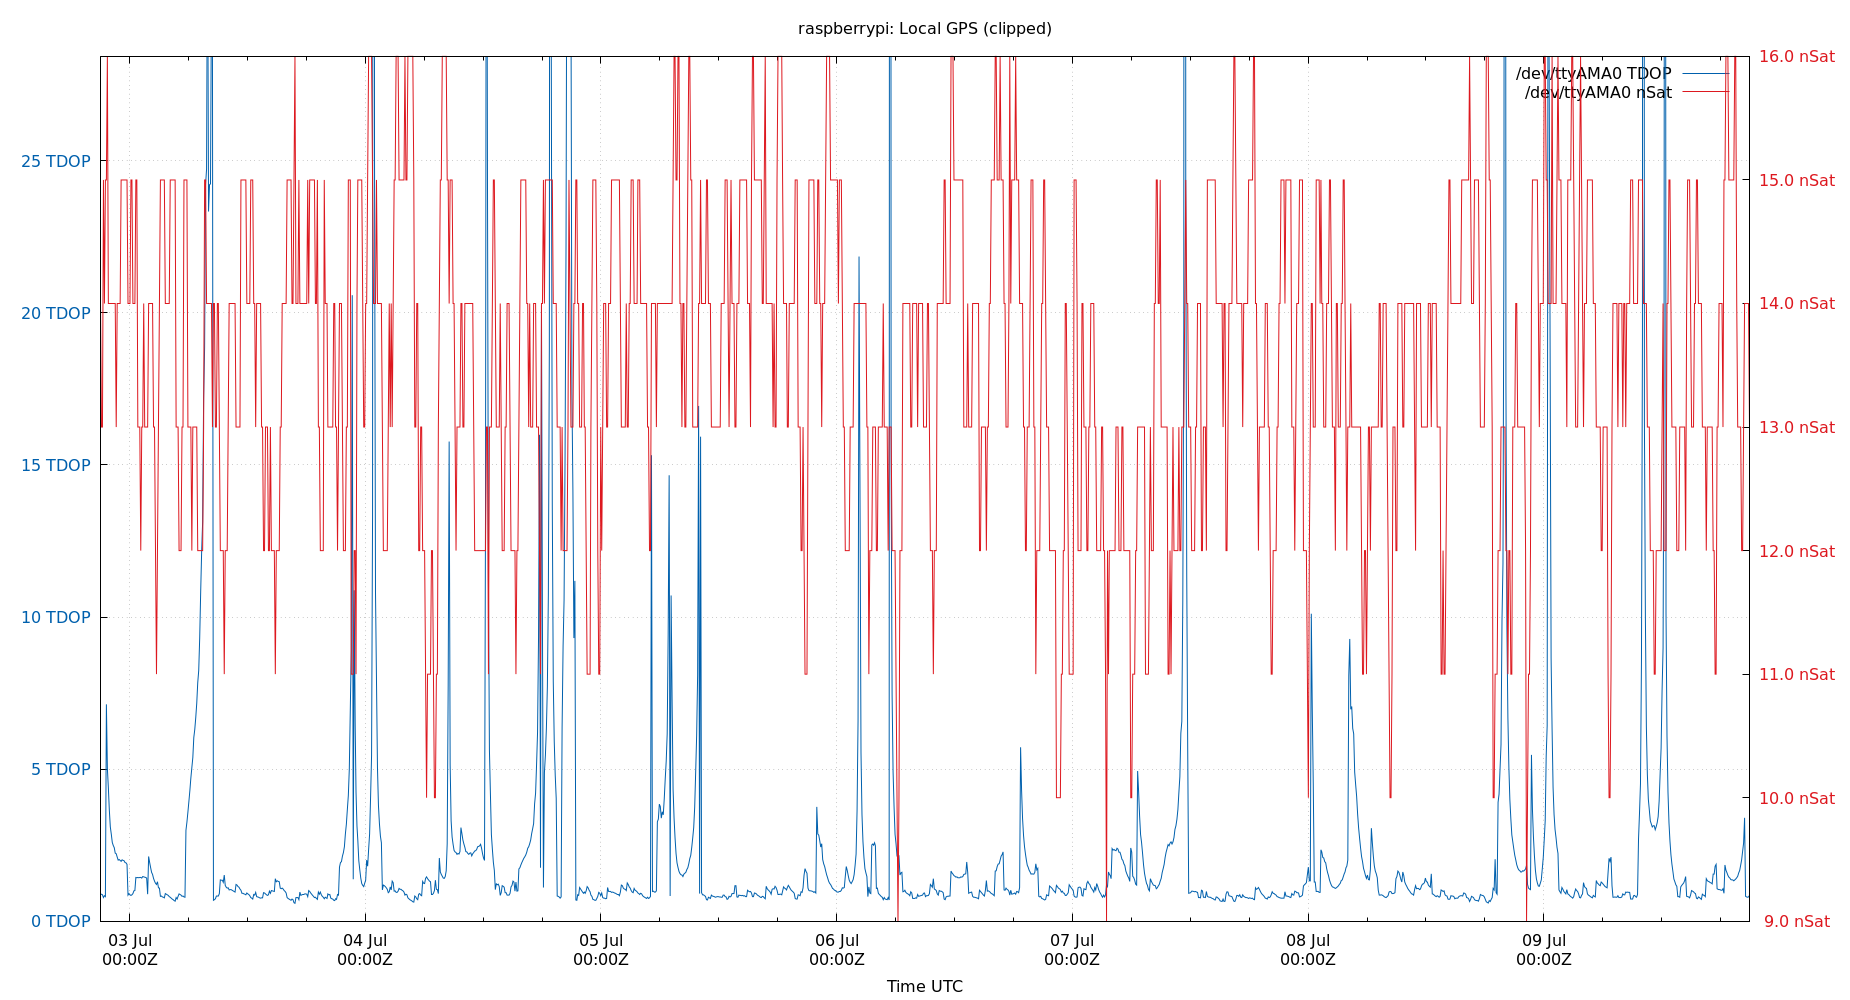 raspberrypi: Local GPS (clipped)
16.0 nSat
/dev/ttyAMA0 TDOP
/dev/ttyAMA0 nSat
25 TDOP
15.0 nSat
14.0 nSat
20 TDOP
13.0 nSat
15 TDOP
12.0 nSat
10 TDOP
11.0 nSat
5 TDOP
10.0 nSat
0 TDOP
9.0 nSat
03 Jul 04 Jul 05 Jul 06 Jul 07 Jul 08 Jul 09 Jul
00:00Z 00:00Z 00:00Z 00:00Z 00:00Z 00:00Z 00:00Z
Time UTC